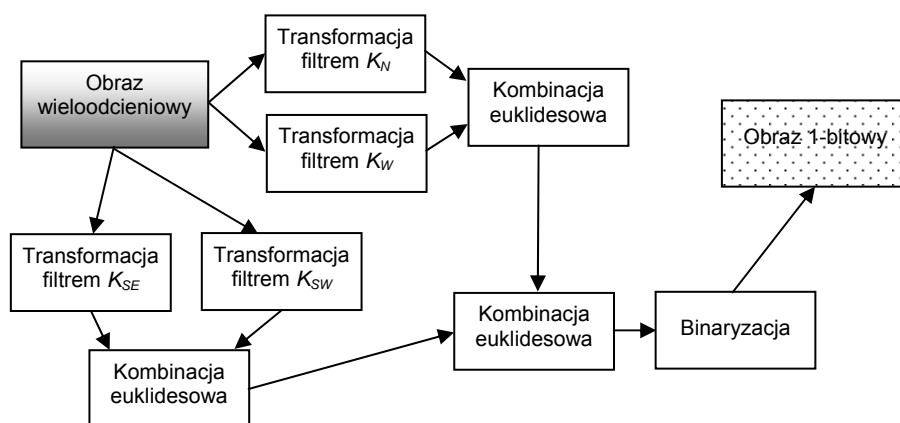 Transformacja
filtrem K_N
Obraz
wieloodcieniowy
Kombinacja
euklidesowa
Transformacja
filtrem K_W
Obraz 1-bitowy
Transformacja
filtrem K_SE
Transformacja
filtrem K_SW
Kombinacja
euklidesowa
Binaryzacja
Kombinacja
euklidesowa